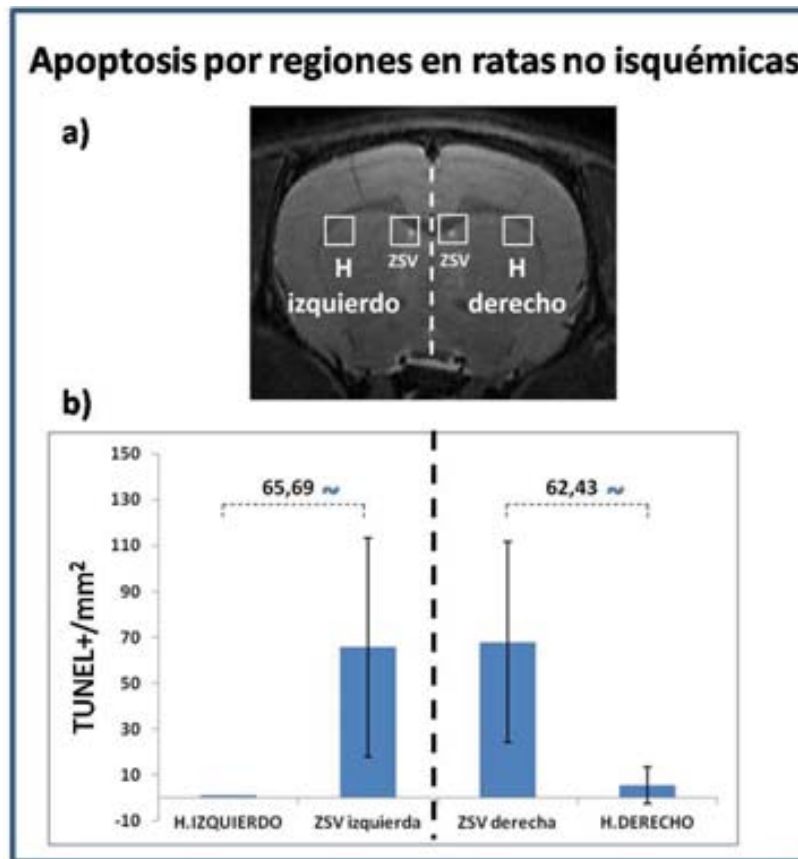 Apoptosis por regiones en ratas no isquémicas
a)
H ZSV ZSV H
izquierdo derecho
b)
150
130
110
90
70
50
30
10
-10
TUNEL+/mm²
65,69 ~
62,43 ~
H.IZQUIERDO ZSV izquierda ZSV derecha H.DERECHO